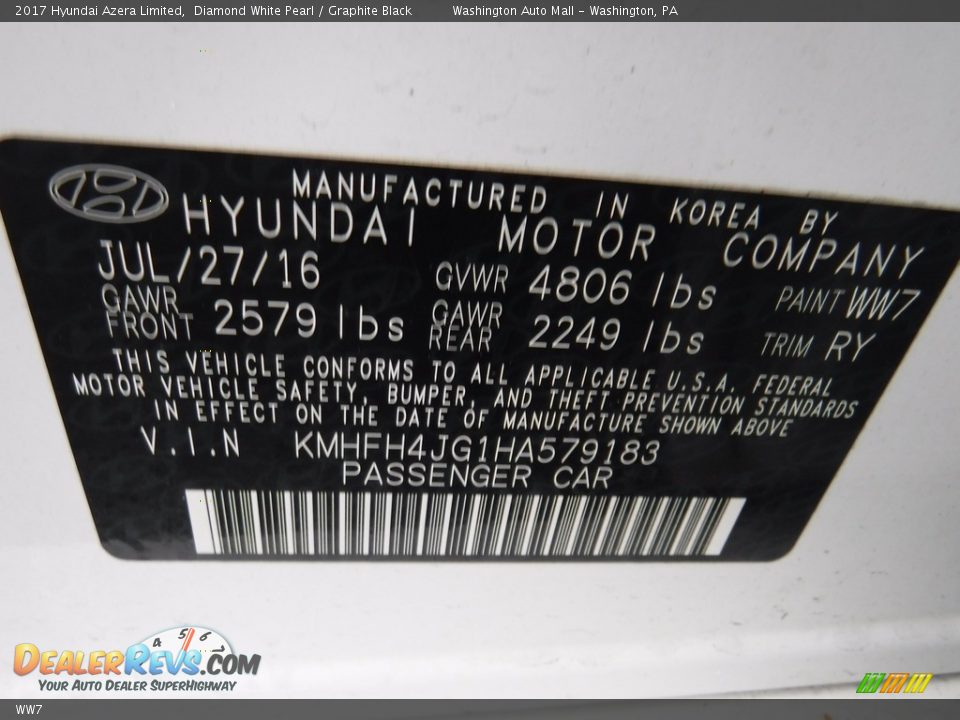 2017 Hyundai Azera Limited, Diamond White Pearl / Graphite Black Washington Auto Mall - Washington, PA
MANUFACTURED IN KOREA BY
HYUNDAI MOTOR COMPANY
JUL/27/16 GVWR 4806 lbs PAINT WW7
GAWR FRONT 2579 lbs GAWR REAR 2249 lbs TRIM RY
THIS VEHICLE CONFORMS TO ALL APPLICABLE U.S.A. FEDERAL
MOTOR VEHICLE SAFETY, BUMPER, AND THEFT PREVENTION STANDARDS
IN EFFECT ON THE DATE OF MANUFACTURE SHOWN ABOVE
V.I.N KMHFH4JG1HA579183
PASSENGER CAR
4 5 6
DEALERREVS.COM
YOUR AUTO DEALER SUPERHIGHWAY
WW7